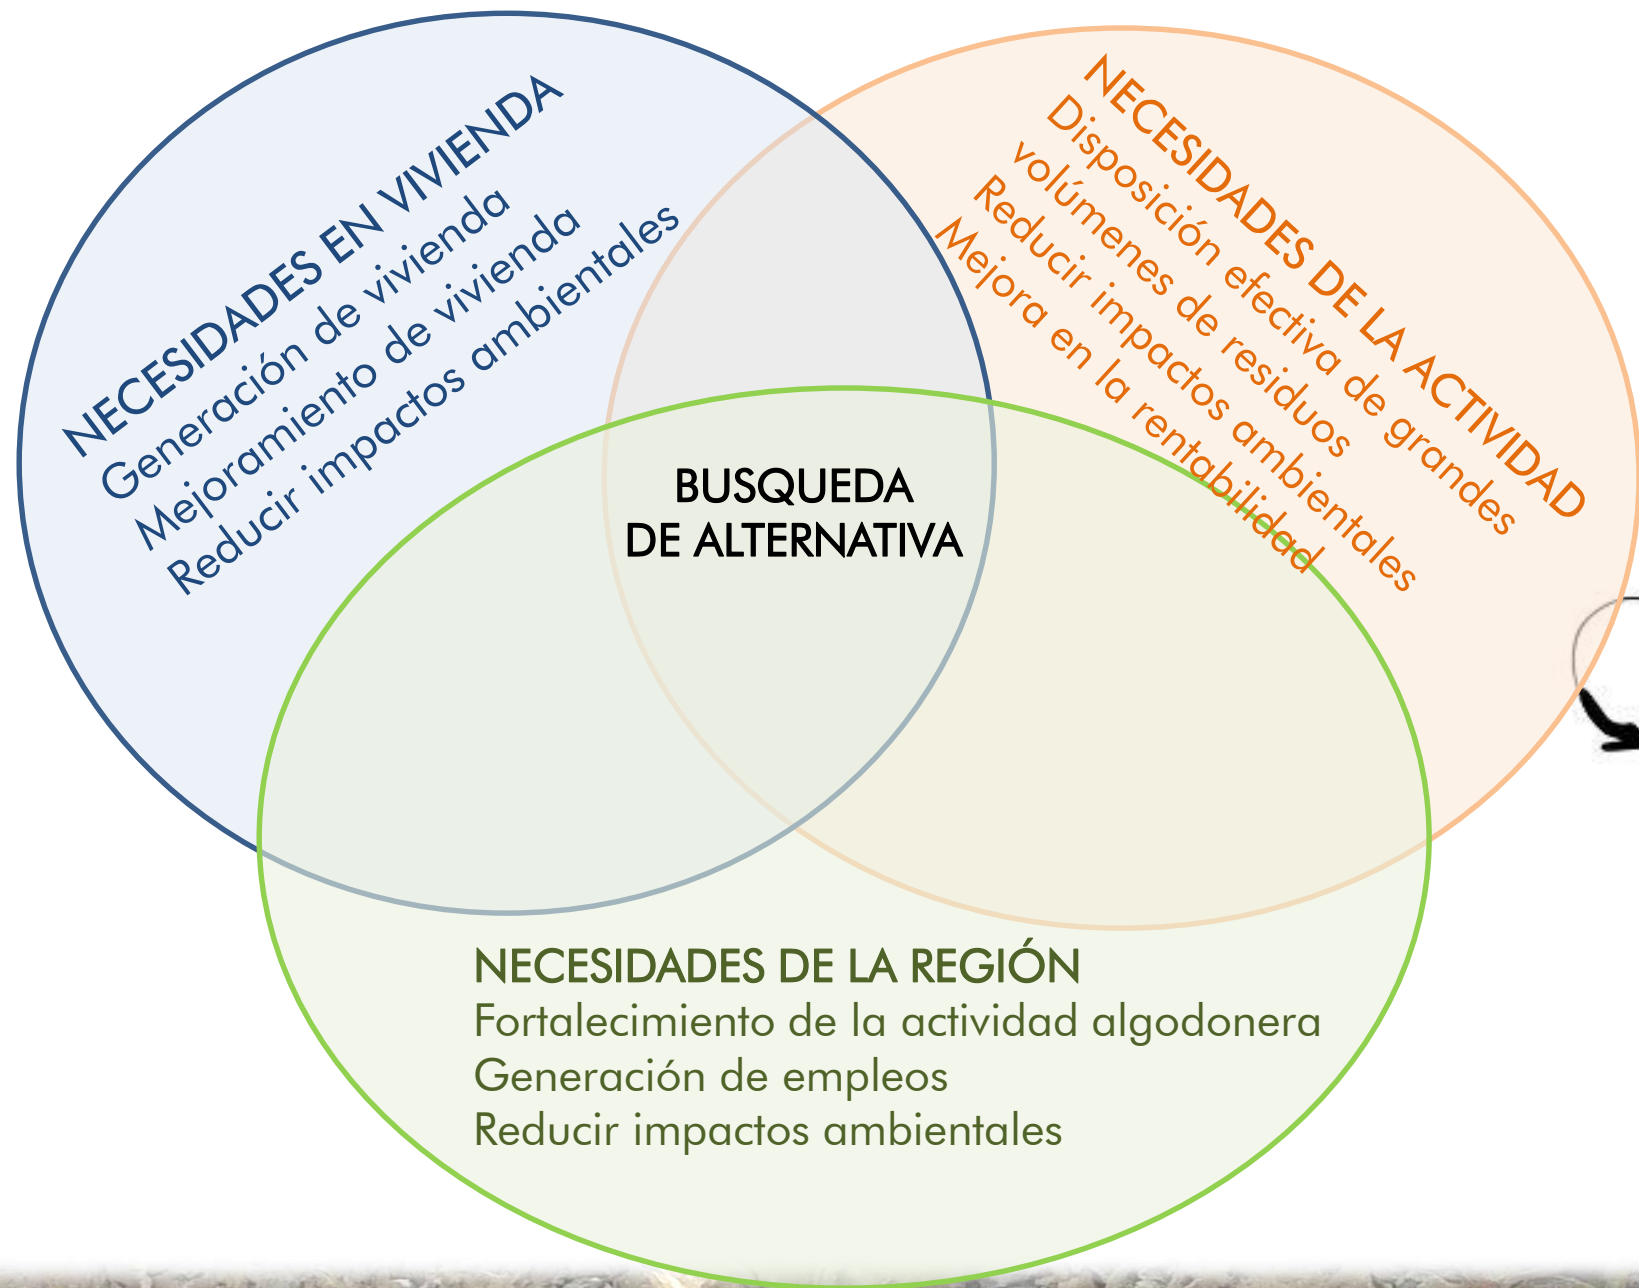 NECESIDADES EN VIVIENDA
Generación de vivienda
Mejoramiento de vivienda
Reducir impactos ambientales
NECESIDADES DE LA ACTIVIDAD
Disposición efectiva de grandes
volúmenes de residuos
Reducir impactos ambientales
Mejora en la rentabilidad
BUSQUEDA
DE ALTERNATIVA
NECESIDADES DE LA REGIÓN
Fortalecimiento de la actividad algodonera
Generación de empleos
Reducir impactos ambientales